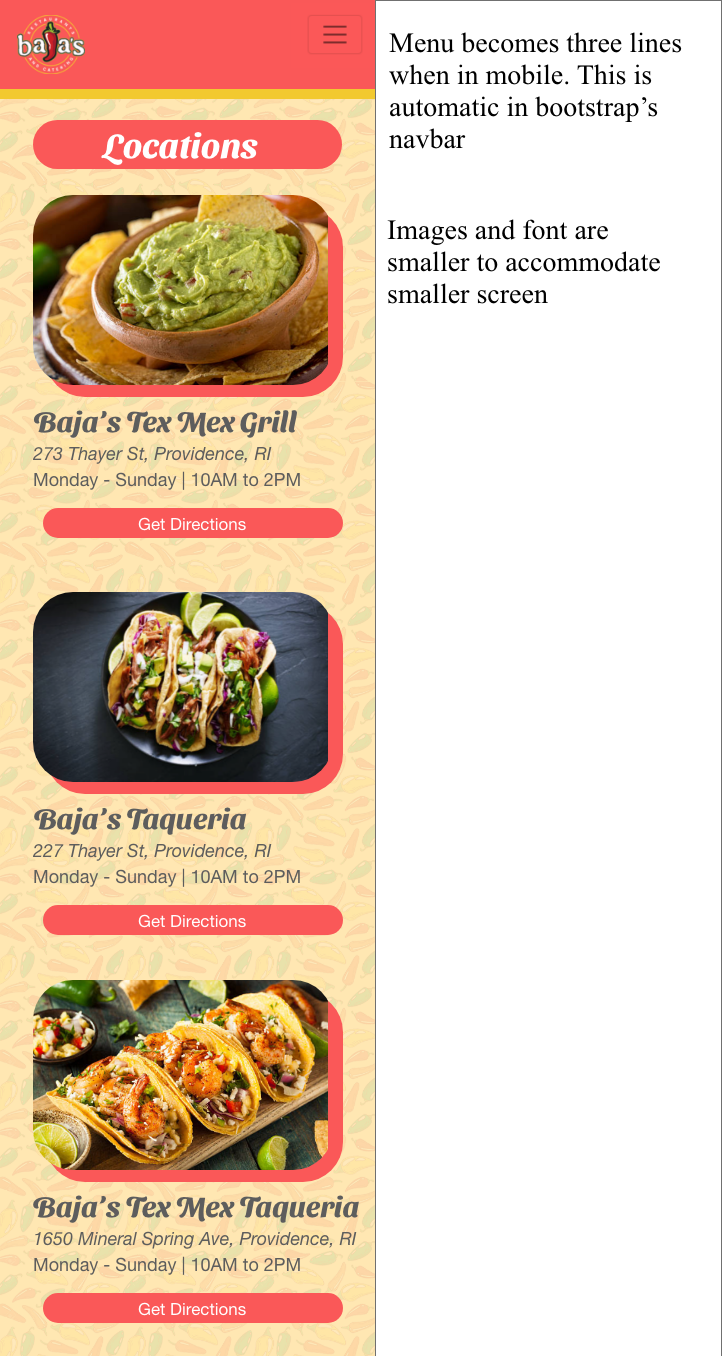 RESTAURANTS
baja's
AND CATERING
Locations
Baja's Tex Mex Grill
273 Thayer St, Providence, RI
Monday - Sunday | 10AM to 2PM
Get Directions
Baja's Taqueria
227 Thayer St, Providence, RI
Monday - Sunday | 10AM to 2PM
Get Directions
Baja's Tex Mex Taqueria
1650 Mineral Spring Ave, Providence, RI
Monday - Sunday | 10AM to 2PM
Get Directions
Menu becomes three lines
when in mobile. This is
automatic in bootstrap’s
navbar
Images and font are
smaller to accommodate
smaller screen